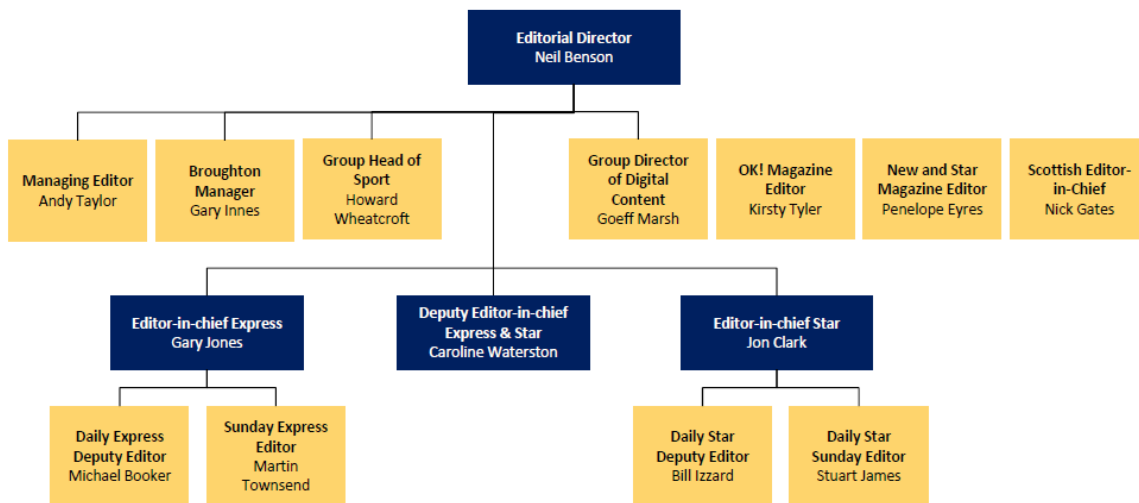 Editorial Director
Neil Benson
Managing Editor
Andy Taylor
Broughton
Manager
Gary Innes
Group Head of
Sport
Howard
Wheatcroft
Group Director
of Digital
Content
Goeff Marsh
OK! Magazine
Editor
Kirsty Tyler
New and Star
Magazine Editor
Penelope Eyres
Scottish Editor-
in-Chief
Nick Gates
Editor-in-chief Express
Gary Jones
Deputy Editor-in-chief
Express & Star
Caroline Waterston
Editor-in-chief Star
Jon Clark
Daily Express
Deputy Editor
Michael Booker
Sunday Express
Editor
Martin
Townsend
Daily Star
Deputy Editor
Bill Izzard
Daily Star
Sunday Editor
Stuart James